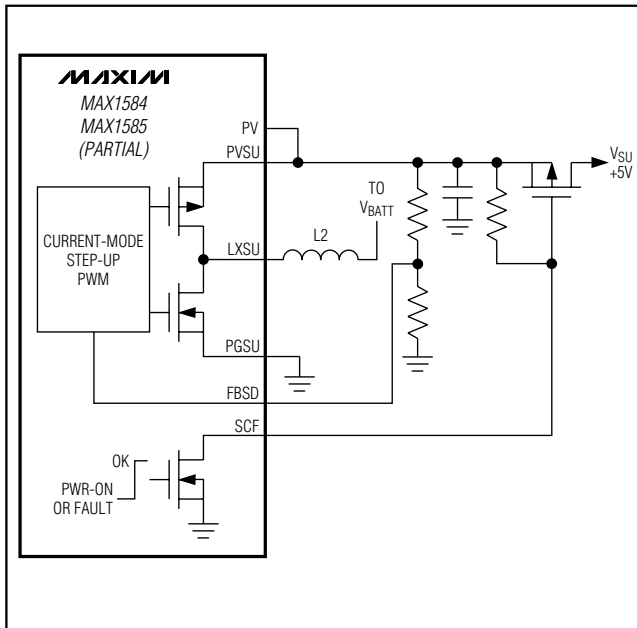 MAXIM
MAX1584
MAX1585
(PARTIAL)
PV
PVSU
VSU
+5V
TO
VBATT
CURRENT-MODE
STEP-UP
PWM
LXSU
L2
PGSU
FBSD
SCF
OK
PWR-ON
OR FAULT